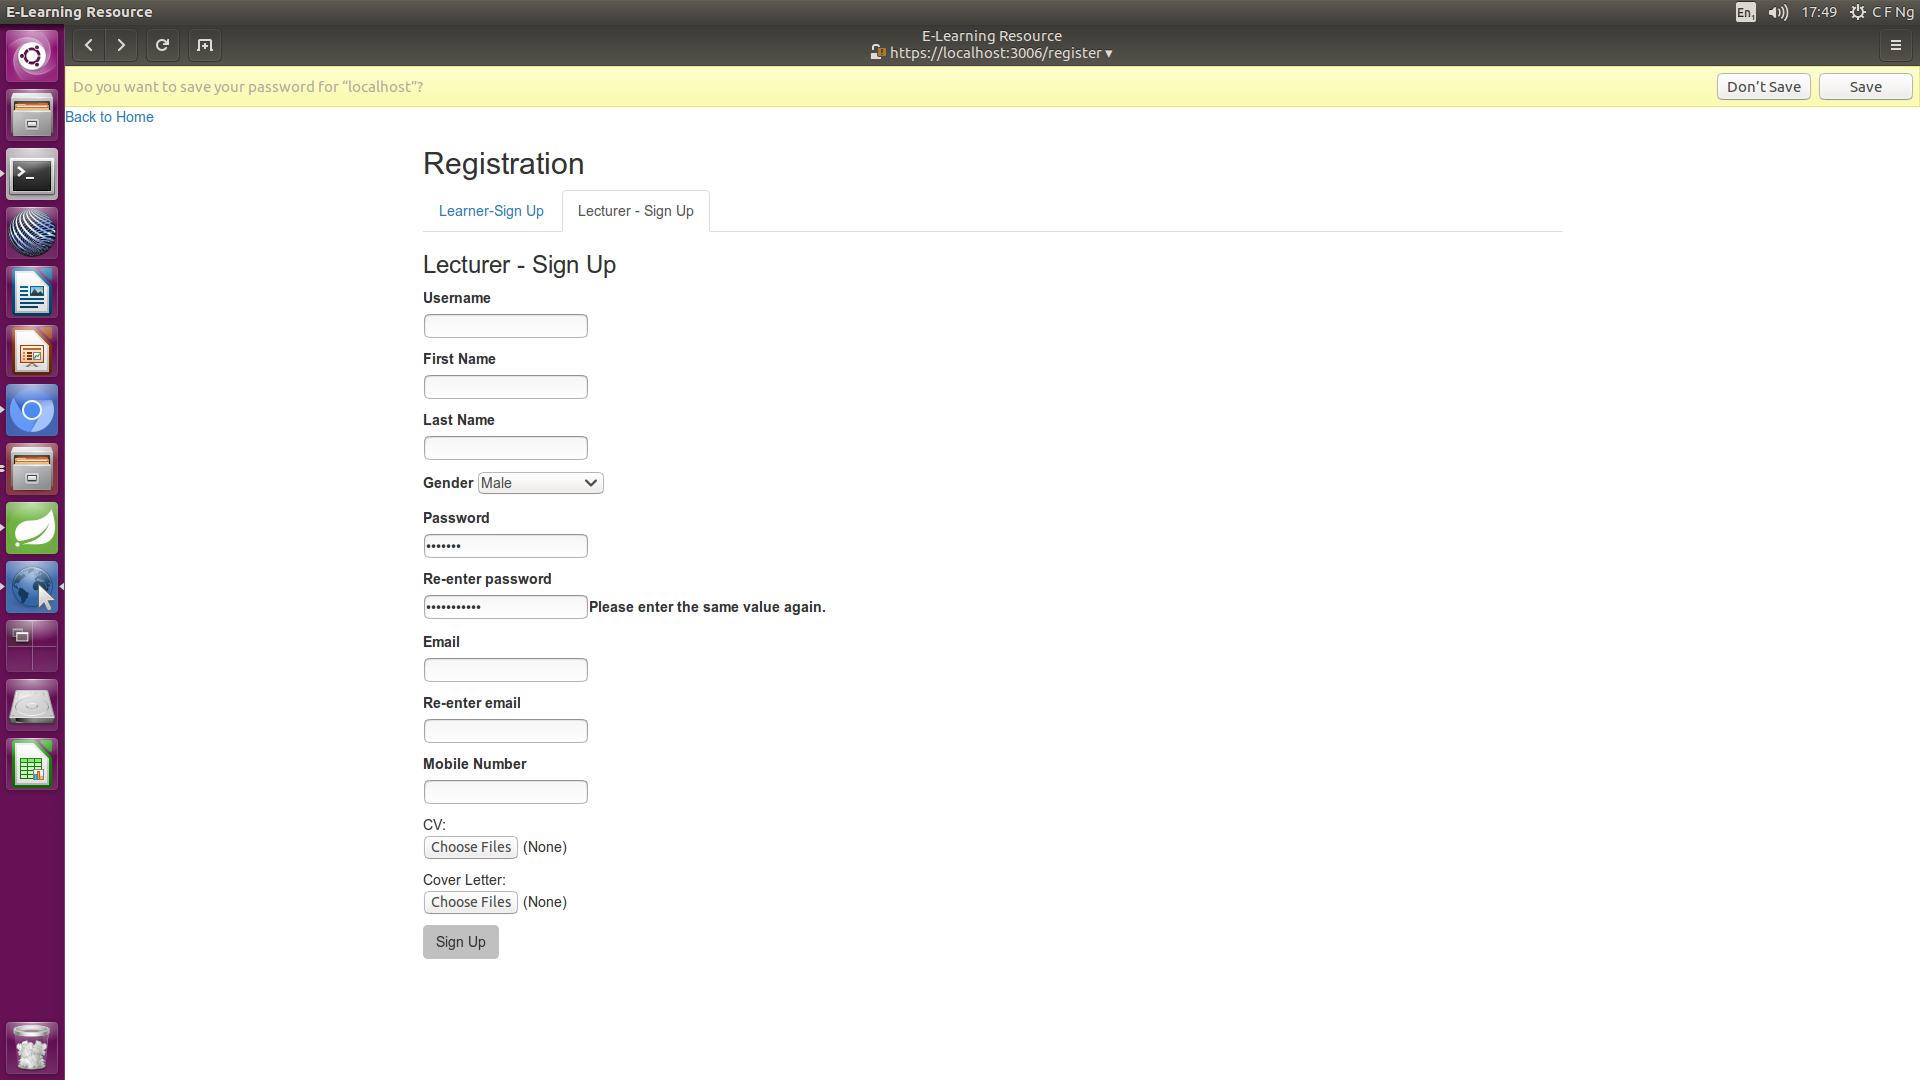 E-Learning Resource
En1 17:49 C F Ng
E-Learning Resource
https://localhost:3006/register ▾
Do you want to save your password for “localhost”?
Don’t Save Save
Back to Home
Registration
Learner-Sign Up Lecturer - Sign Up
Lecturer - Sign Up
Username
First Name
Last Name
Gender Male
Password
•••••••
Re-enter password
••••••••••• Please enter the same value again.
Email
Re-enter email
Mobile Number
CV:
Choose Files (None)
Cover Letter:
Choose Files (None)
Sign Up